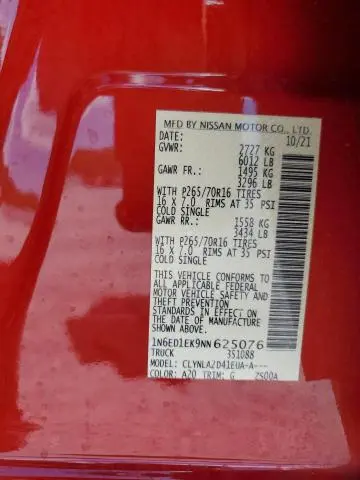 MFD BY NISSAN MOTOR CO., LTD.
DATE: 10/21
GVWR: 2727 KG
6012 LB
GAWR FR.: 1495 KG
3296 LB
WITH P265/70R16 TIRES
16 X 7.0 RIMS AT 35 PSI
COLD SINGLE
GAWR RR.: 1558 KG
3434 LB
WITH P265/70R16 TIRES
16 X 7.0 RIMS AT 35 PSI
COLD SINGLE
THIS VEHICLE CONFORMS TO
ALL APPLICABLE FEDERAL
MOTOR VEHICLE SAFETY AND
THEFT PREVENTION
STANDARDS IN EFFECT ON
THE DATE OF MANUFACTURE
SHOWN ABOVE.
1N6ED1EK9NN625076
TRUCK 351088
MODEL: CLYNLA2D41EUA-A---
COLOR: A20 TRIM: G 2S00A